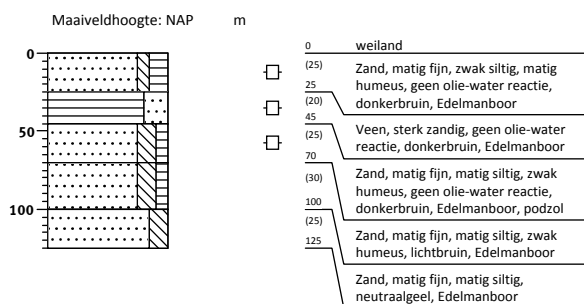 Maaiveldhoogte: NAP m
0
50
100
0 weiland
(25)
Zand, matig fijn, zwak siltig, matig
humeus, geen olie-water reactie,
donkerbruin, Edelmanboor
25
(20)
Veen, sterk zandig, geen olie-water
reactie, donkerbruin, Edelmanboor
45
(25)
Zand, matig fijn, matig siltig, zwak
humeus, geen olie-water reactie,
donkerbruin, Edelmanboor, podzol
70
(30)
Zand, matig fijn, matig siltig, zwak
humeus, lichtbruin, Edelmanboor
100
(25)
Zand, matig fijn, matig siltig,
neutraalgeel, Edelmanboor
125